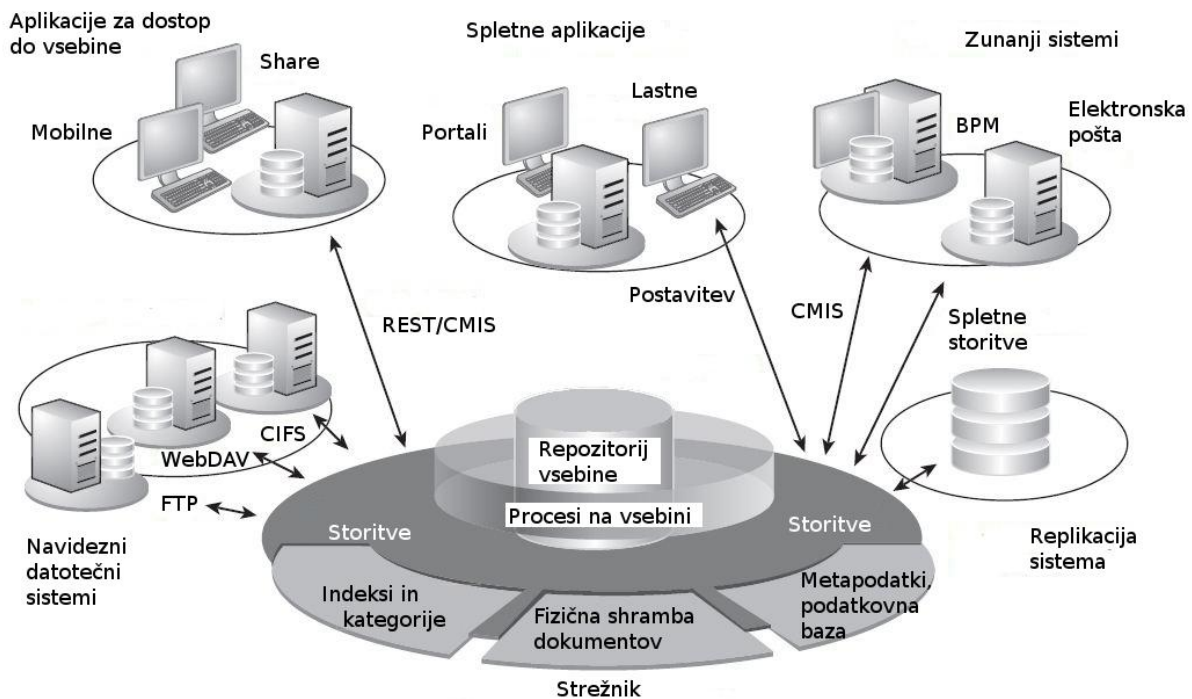 Aplikacije za dostop
do vsebine
Share
Mobilne
Spletne aplikacije
Lastne
Portali
Zunanji sistemi
BPM
Elektronska
pošta
REST/CMIS
Postavitev
CMIS
Spletne
storitve
CIFS
WebDAV
FTP
Navidezni
datotečni
sistemi
Repozitorij
vsebine
Procesi na vsebini
Storitve
Storitve
Replikacija
sistema
Indeksi in
kategorije
Fizična shramba
dokumentov
Metapodatki,
podatkovna
baza
Strežnik